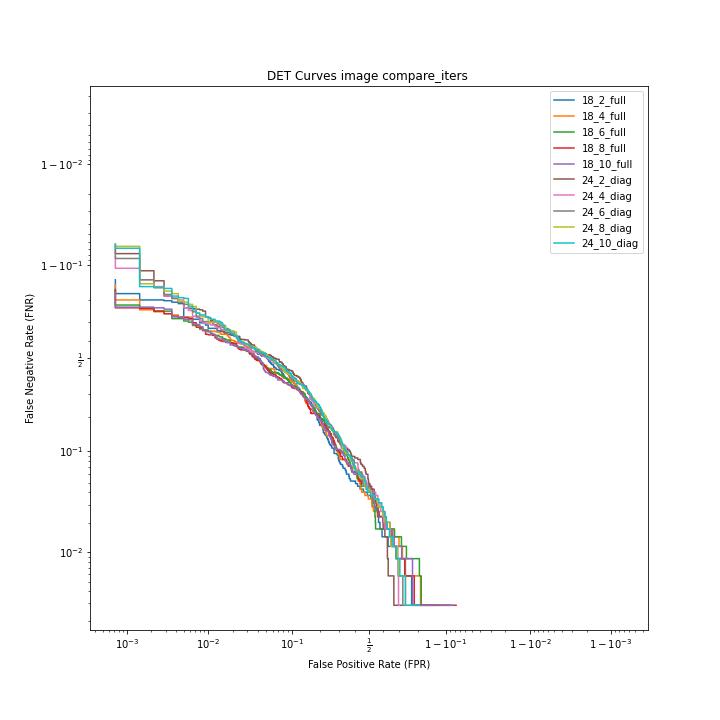 DET Curves image compare_iters
18_2_full
18_4_full
18_6_full
18_8_full
18_10_full
24_2_diag
24_4_diag
24_6_diag
24_8_diag
24_10_diag
False Negative Rate (FNR)
1 − 10⁻²
1 − 10⁻¹
1/2
10⁻¹
10⁻²
10⁻³ 10⁻² 10⁻¹ 1/2 1 − 10⁻¹ 1 − 10⁻² 1 − 10⁻³
False Positive Rate (FPR)